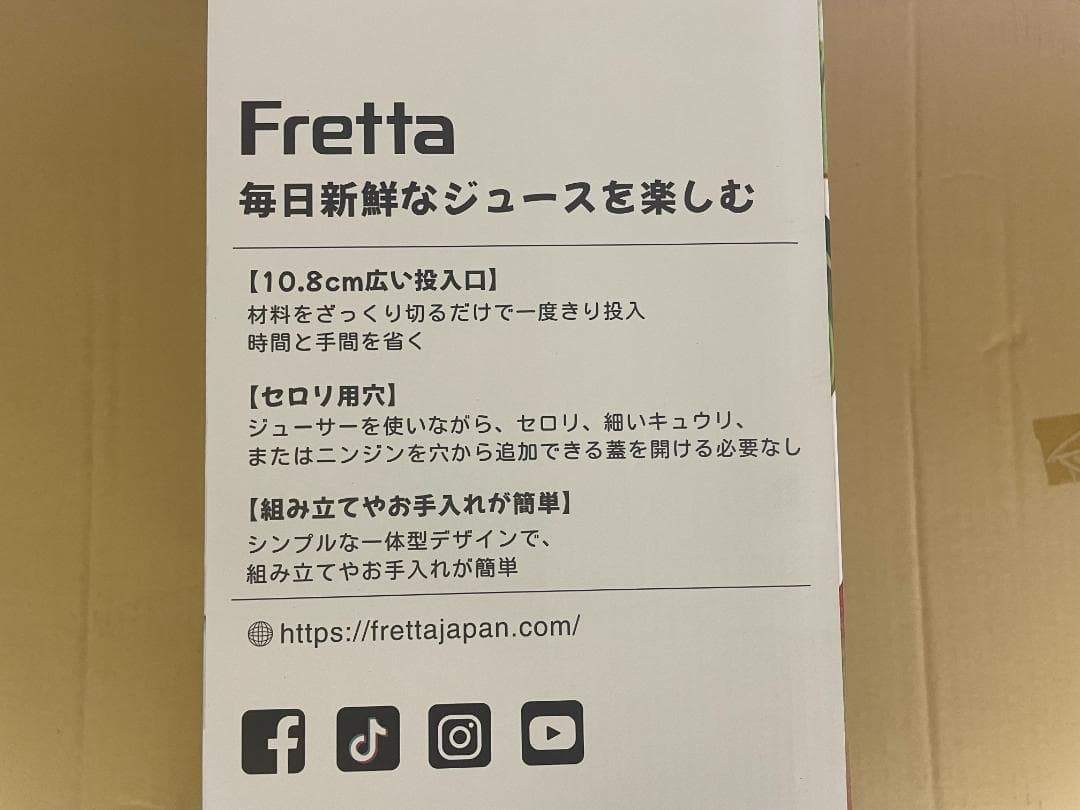 Fretta
毎日新鮮なジュースを楽しむ
【10.8cm広い投入口】
材料をざっくり切るだけで一度きり投入
時間と手間を省く
【セロリ用穴】
ジューサーを使いながら、セロリ、細いキュウリ、
またはニンジンを穴から追加できる蓋を開ける必要なし
【組み立てやお手入れが簡単】
シンプルな一体型デザインで、
組み立てやお手入れが簡単
https://frettajapan.com/